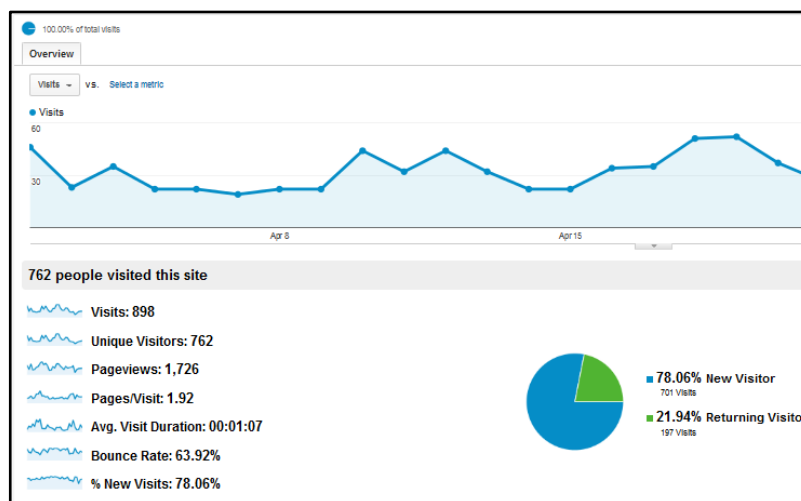 100.00% of total visits
Overview
Visits vs. Select a metric
Visits
60
30
Apr 8 Apr 15
762 people visited this site
Visits: 898
Unique Visitors: 762
Pageviews: 1,726
Pages/Visit: 1.92
Avg. Visit Duration: 00:01:07
Bounce Rate: 63.92%
% New Visits: 78.06%
78.06% New Visitor
701 Visits
21.94% Returning Visito
197 Visits